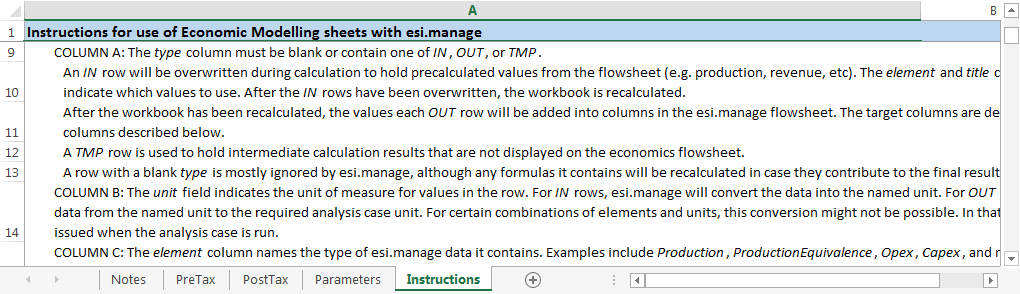 A B
1 Instructions for use of Economic Modelling sheets with esi.manage
9 COLUMN A: The type column must be blank or contain one of IN, OUT, or TMP.
An IN row will be overwritten during calculation to hold precalculated values from the flowsheet (e.g. production, revenue, etc). The element and title c
10 indicate which values to use. After the IN rows have been overwritten, the workbook is recalculated.
After the workbook has been recalculated, the values each OUT row will be added into columns in the esi.manage flowsheet. The target columns are de
11 columns described below.
12 A TMP row is used to hold intermediate calculation results that are not displayed on the economics flowsheet.
13 A row with a blank type is mostly ignored by esi.manage, although any formulas it contains will be recalculated in case they contribute to the final result
COLUMN B: The unit field indicates the unit of measure for values in the row. For IN rows, esi.manage will convert the data into the named unit. For OUT
data from the named unit to the required analysis case unit. For certain combinations of elements and units, this conversion might not be possible. In that
14 issued when the analysis case is run.
COLUMN C: The element column names the type of esi.manage data it contains. Examples include Production, ProductionEquivalence, Opex, Capex, and
Notes PreTax PostTax Parameters Instructions